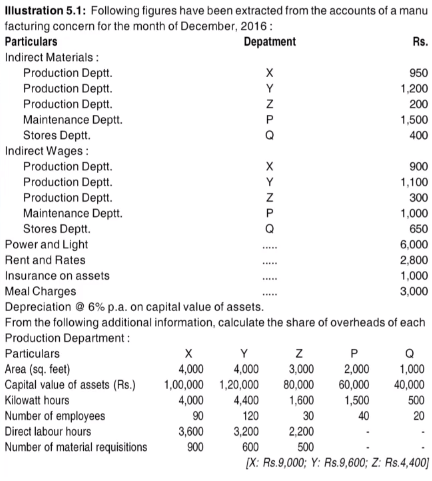 Illustration 5.1: Following figures have been extracted from the accounts of a manu
facturing concern for the month of December, 2016 :
Particulars Depatment Rs.
Indirect Materials :
Production Deptt. X 950
Production Deptt. Y 1,200
Production Deptt. Z 200
Maintenance Deptt. P 1,500
Stores Deptt. Q 400
Indirect Wages :
Production Deptt. X 900
Production Deptt. Y 1,100
Production Deptt. Z 300
Maintenance Deptt. P 1,000
Stores Deptt. Q 650
Power and Light ..... 6,000
Rent and Rates ..... 2,800
Insurance on assets ..... 1,000
Meal Charges ..... 3,000
Depreciation @ 6% p.a. on capital value of assets.
From the following additional information, calculate the share of overheads of each
Production Department :
Particulars X Y Z P Q
Area (sq. feet) 4,000 4,000 3,000 2,000 1,000
Capital value of assets (Rs.) 1,00,000 1,20,000 80,000 60,000 40,000
Kilowatt hours 4,000 4,400 1,600 1,500 500
Number of employees 90 120 30 40 20
Direct labour hours 3,600 3,200 2,200 - -
Number of material requisitions 900 600 500 - -
[X: Rs.9,000; Y: Rs.9,600; Z: Rs.4,400]